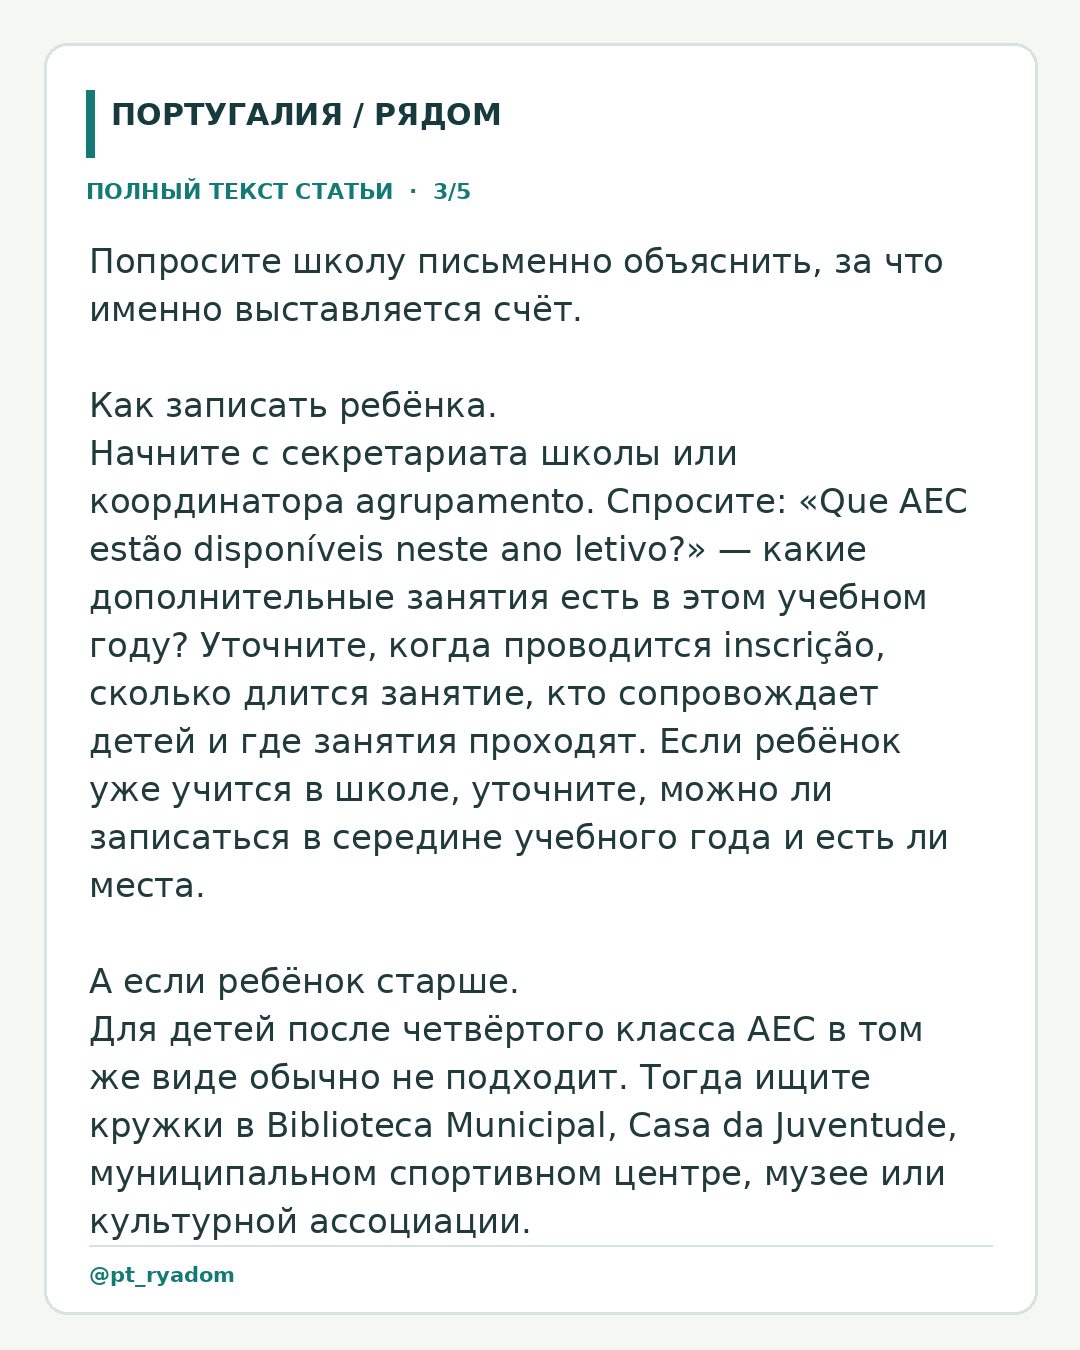 ПОРТУГАЛИЯ / РЯДОМ
ПОЛНЫЙ ТЕКСТ СТАТЬИ · 3/5
Попросите школу письменно объяснить, за что
именно выставляется счёт.
Как записать ребёнка.
Начните с секретариата школы или
координатора agrupamento. Спросите: «Que AEC
estão disponíveis neste ano letivo?» — какие
дополнительные занятия есть в этом учебном
году? Уточните, когда проводится inscrição,
сколько длится занятие, кто сопровождает
детей и где занятия проходят. Если ребёнок
уже учится в школе, уточните, можно ли
записаться в середине учебного года и есть ли
места.
А если ребёнок старше.
Для детей после четвёртого класса AEC в том
же виде обычно не подходит. Тогда ищите
кружки в Biblioteca Municipal, Casa da Juventude,
муниципальном спортивном центре, музее или
культурной ассоциации.
@pt_ryadom